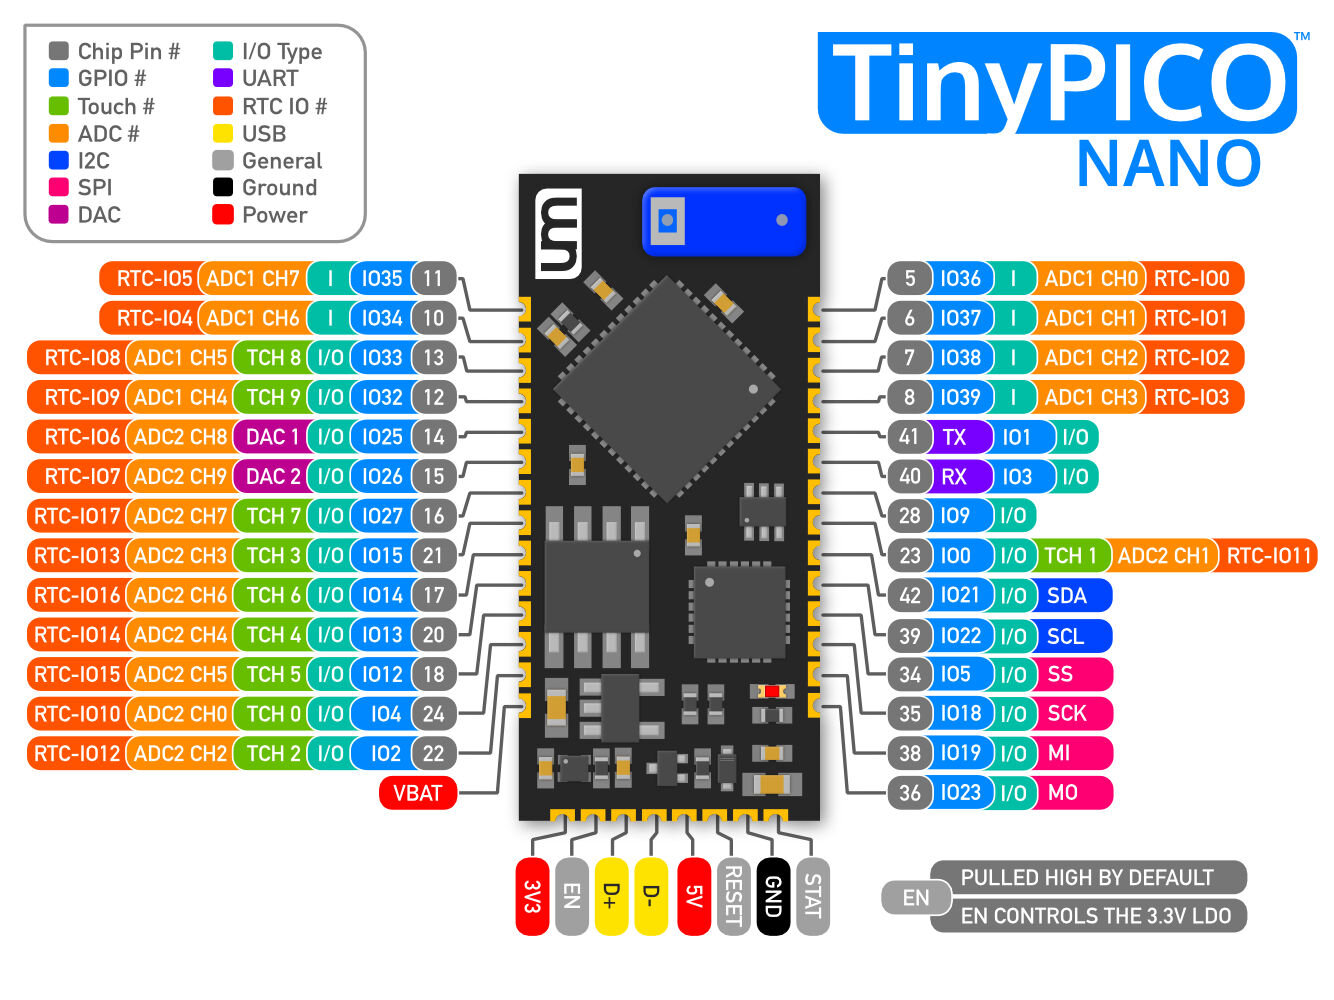 Chip Pin # I/O Type
GPIO # UART
Touch # RTC IO #
ADC # USB
I2C General
SPI Ground
DAC Power
TinyPICO™
NANO
um
RTC-IO5 ADC1 CH7 I IO35 11
RTC-IO4 ADC1 CH6 I IO34 10
RTC-IO8 ADC1 CH5 TCH 8 I/O IO33 13
RTC-IO9 ADC1 CH4 TCH 9 I/O IO32 12
RTC-IO6 ADC2 CH8 DAC 1 I/O IO25 14
RTC-IO7 ADC2 CH9 DAC 2 I/O IO26 15
RTC-IO17 ADC2 CH7 TCH 7 I/O IO27 16
RTC-IO13 ADC2 CH3 TCH 3 I/O IO15 21
RTC-IO16 ADC2 CH6 TCH 6 I/O IO14 17
RTC-IO14 ADC2 CH4 TCH 4 I/O IO13 20
RTC-IO15 ADC2 CH5 TCH 5 I/O IO12 18
RTC-IO10 ADC2 CH0 TCH 0 I/O IO4 24
RTC-IO12 ADC2 CH2 TCH 2 I/O IO2 22
VBAT
5 IO36 I ADC1 CH0 RTC-IO0
6 IO37 I ADC1 CH1 RTC-IO1
7 IO38 I ADC1 CH2 RTC-IO2
8 IO39 I ADC1 CH3 RTC-IO3
41 TX IO1 I/O
40 RX IO3 I/O
28 IO9 I/O
23 IO0 I/O TCH 1 ADC2 CH1 RTC-IO11
42 IO21 I/O SDA
39 IO22 I/O SCL
34 IO5 I/O SS
35 IO18 I/O SCK
38 IO19 I/O MI
36 IO23 I/O MO
3V3 EN D+ D- 5V RESET GND STAT
EN
PULLED HIGH BY DEFAULT
EN CONTROLS THE 3.3V LDO